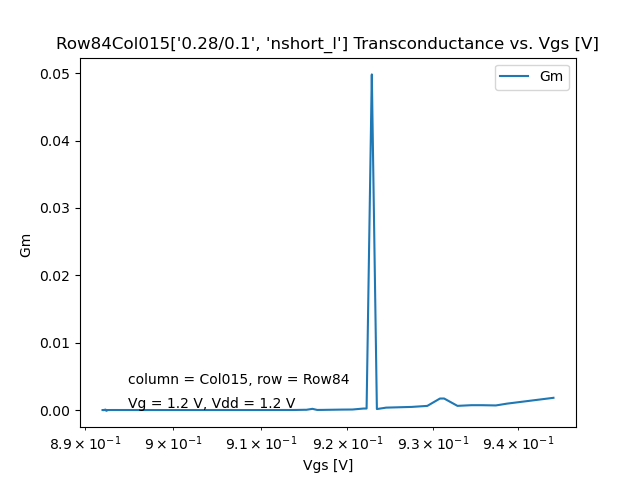 Row84Col015['0.28/0.1', 'nshort_l'] Transconductance vs. Vgs [V]
Gm
0.05
0.04
0.03
0.02
0.01
0.00
Gm
column = Col015, row = Row84
Vg = 1.2 V, Vdd = 1.2 V
8.9 × 10⁻¹ 9 × 10⁻¹ 9.1 × 10⁻¹ 9.2 × 10⁻¹ 9.3 × 10⁻¹ 9.4 × 10⁻¹
Vgs [V]